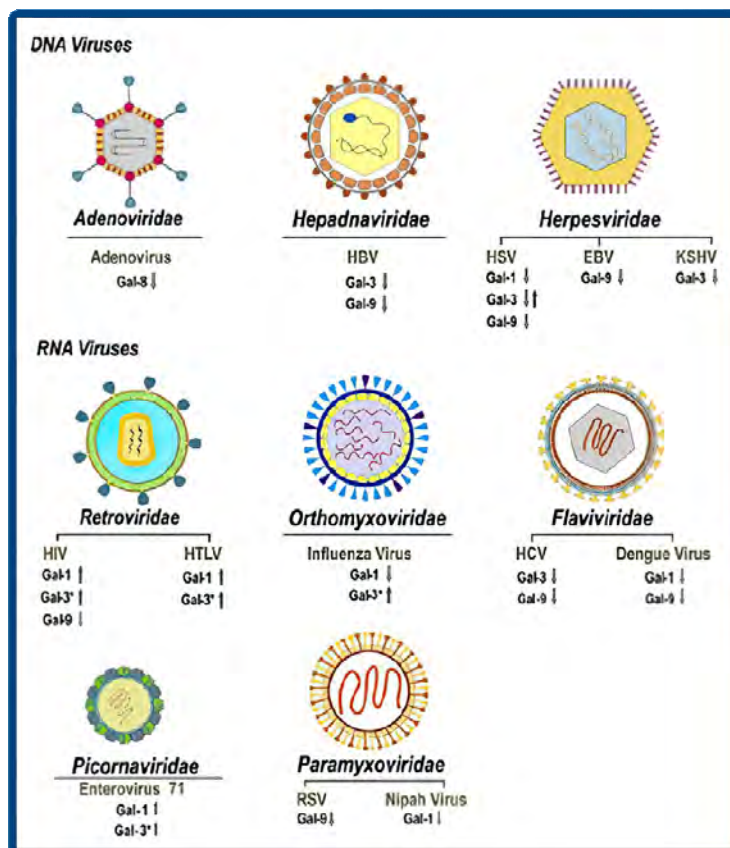 DNA Viruses
Adenoviridae Hepadnaviridae Herpesviridae
Adenovirus HBV HSV EBV KSHV
Gal-8 ⇩ Gal-3 ⇩ Gal-1 ⇩ Gal-9 ⇩ Gal-3 ⇩
Gal-9 ⇩ Gal-3 ⇩⬆
Gal-9 ⇩
RNA Viruses
Retroviridae Orthomyxoviridae Flaviviridae
HIV HTLV Influenza Virus HCV Dengue Virus
Gal-1 ⬆ Gal-1 ⬆ Gal-1 ⇩ Gal-3 ⇩ Gal-1 ⇩
Gal-3* ⬆ Gal-3* ⬆ Gal-3* ⬆ Gal-9 ⇩ Gal-9 ⇩
Gal-9 ⇩
Picornaviridae Paramyxoviridae
Enterovirus 71 RSV Nipah Virus
Gal-1 Gal-9 ⇩ Gal-1 ⇩
Gal-3*